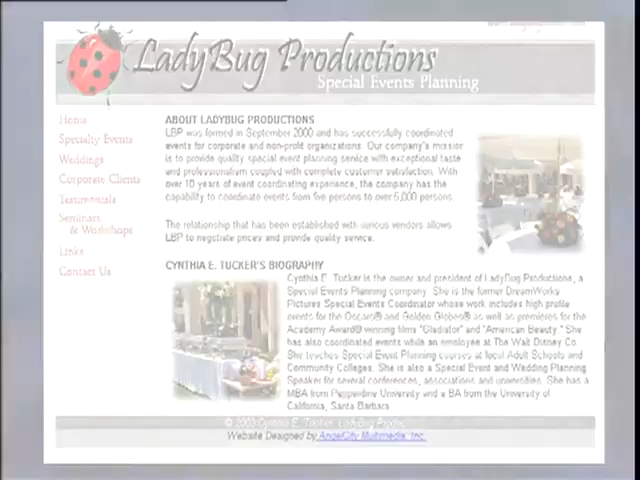 LadyBug Productions
Special Events Planning
Home
Specialty Events
Weddings
Corporate Clients
Testimonials
Seminars
& Workshops
Links
Contact Us
ABOUT LADYBUG PRODUCTIONS
LBP was formed in September 2000 and has successfully coordinated
events for corporate and non-profit organizations. Our company's mission
is to provide quality special event planning service with exceptional taste
and professionalism coupled with complete customer satisfaction. With
over 10 years of event coordinating experience, the company has the
capability to coordinate events from five persons to over 5,000 persons.
The relationship that has been established with various vendors allows
LBP to negotiate prices and provide quality service.
CYNTHIA E. TUCKER'S BIOGRAPHY
Cynthia E. Tucker is the owner and president of LadyBug Productions, a
Special Events Planning company. She is the former DreamWorks
Pictures Special Events Coordinator whose work includes high profile
events for the Oscars® and Golden Globes® as well as premieres for the
Academy Award® winning films "Gladiator" and "American Beauty." She
has also coordinated events while an employee at The Walt Disney Co.
She teaches Special Event Planning courses at local Adult Schools and
Community Colleges. She is also a Special Event and Wedding Planning
Speaker for several conferences, associations and universities. She has a
MBA from Pepperdine University and a BA from the University of
California, Santa Barbara.
Cynthia E. Tucker, LadyBug
Website Designed by AngelCity Multimedia, Inc.